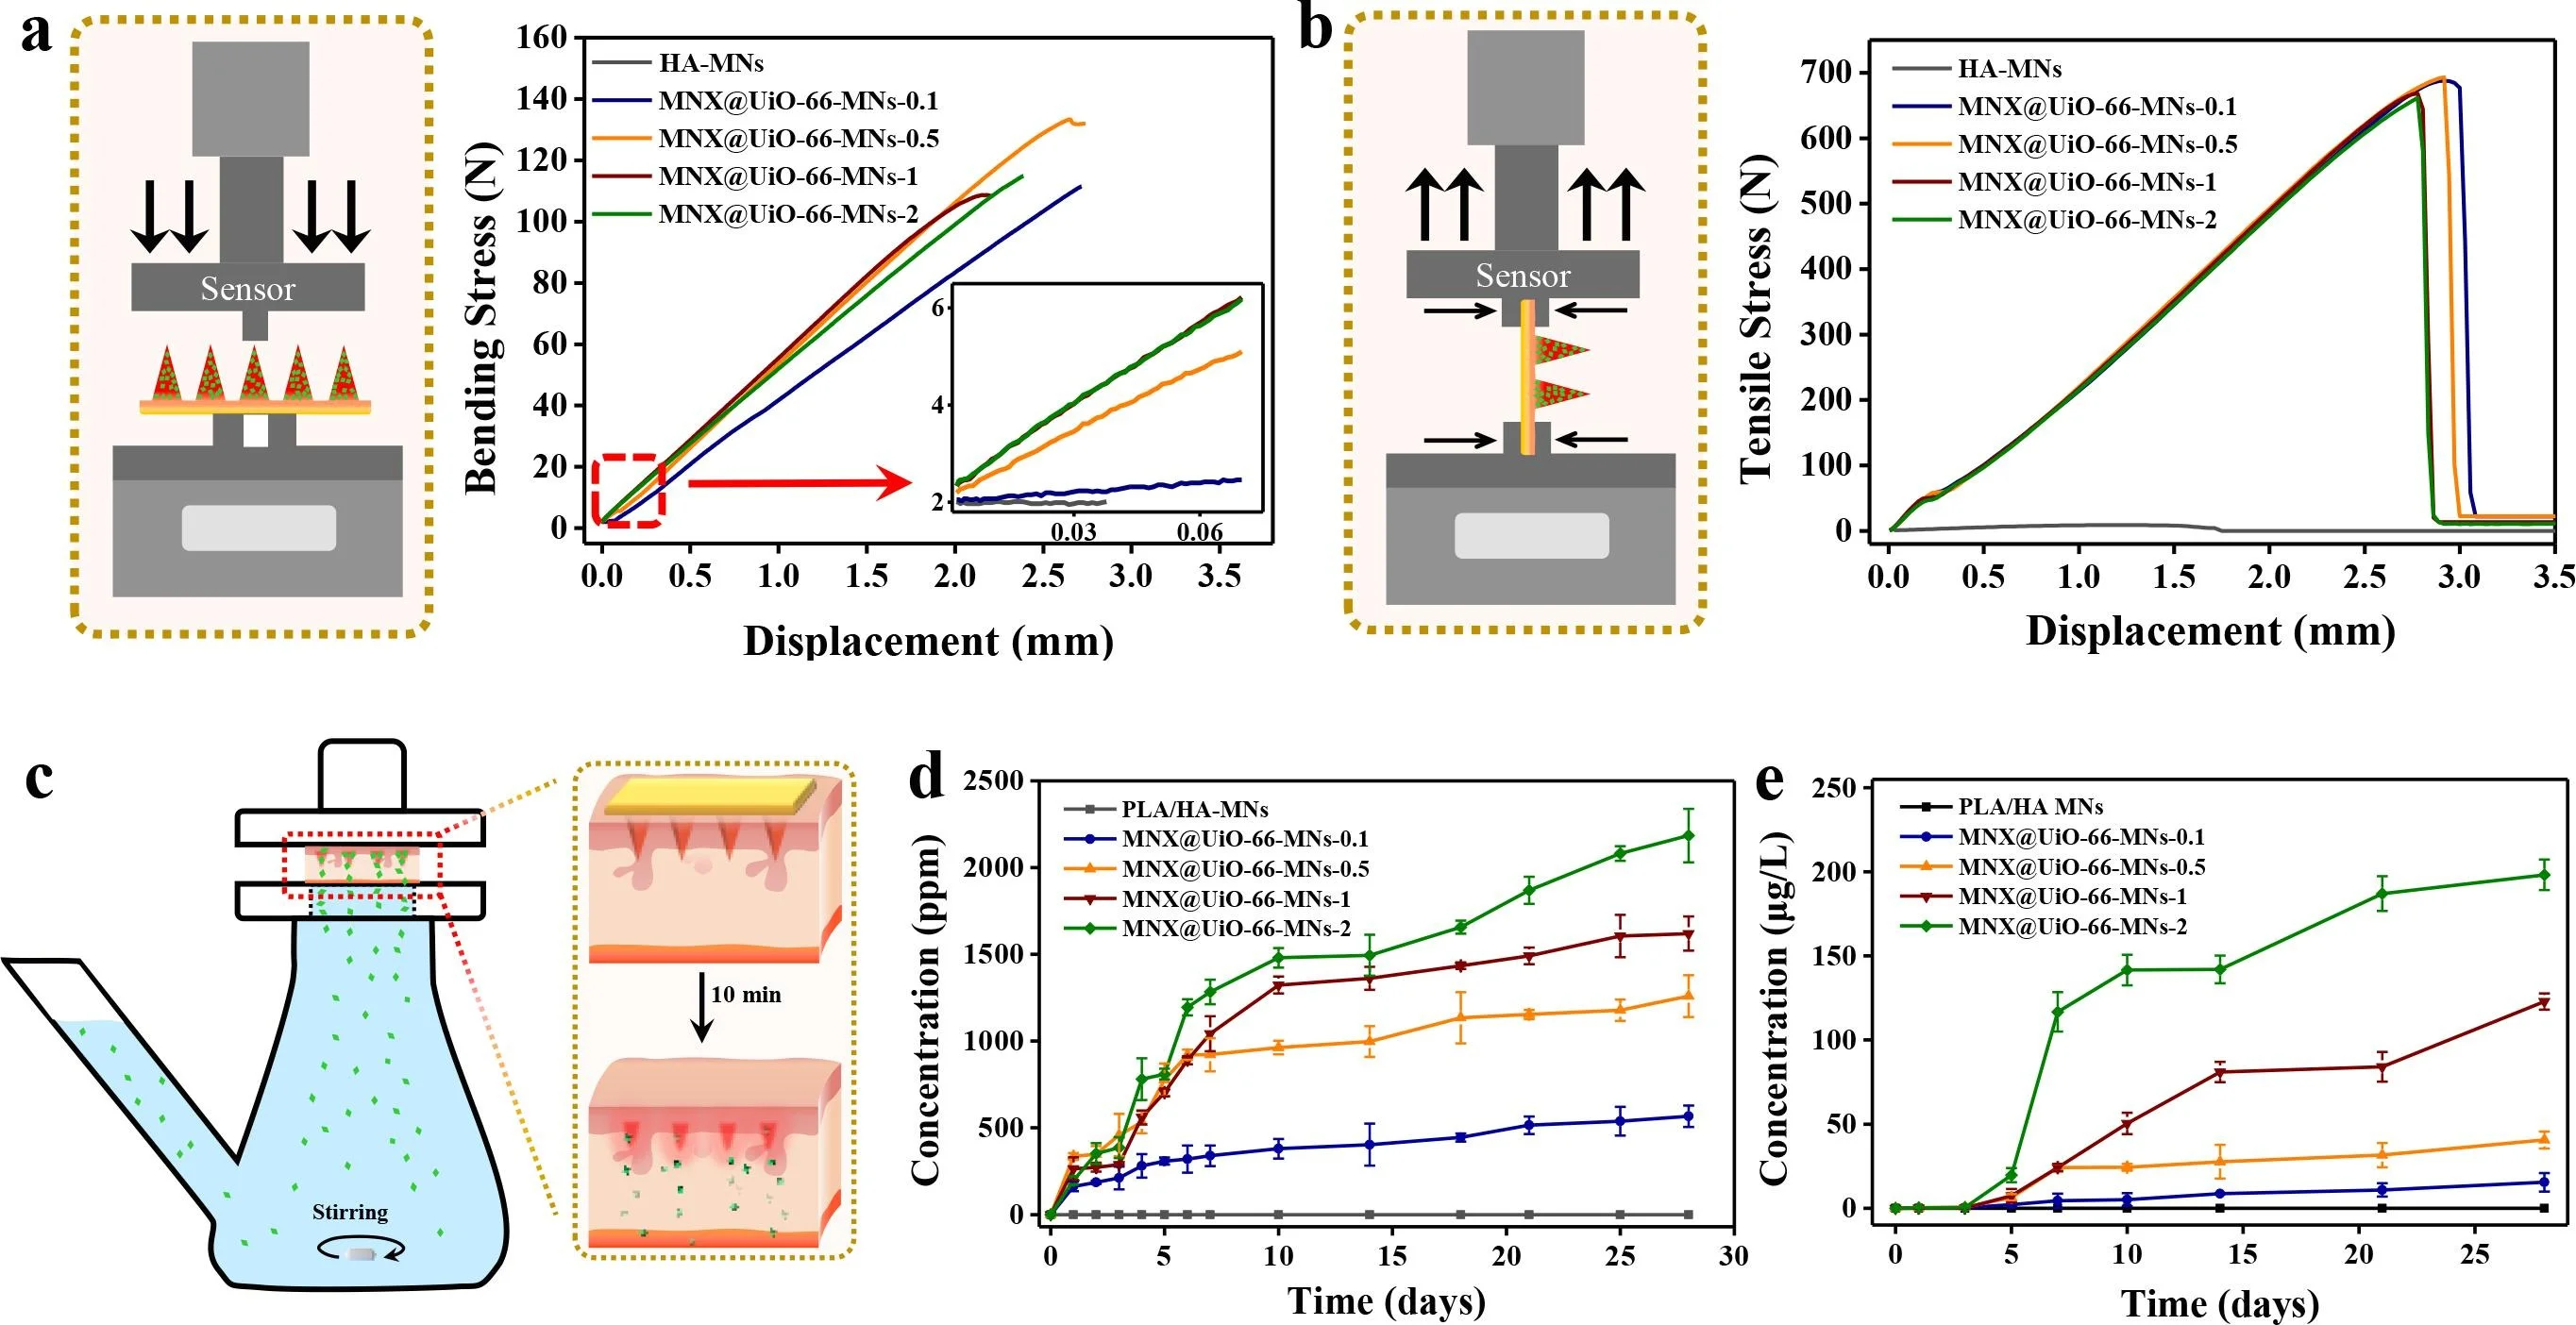 a
Sensor
Bending Stress (N)
160
140
120
100
80
60
40
20
0
HA-MNs
MNX@UiO-66-MNs-0.1
MNX@UiO-66-MNs-0.5
MNX@UiO-66-MNs-1
MNX@UiO-66-MNs-2
6
4
2
0.03 0.06
0.0 0.5 1.0 1.5 2.0 2.5 3.0 3.5
Displacement (mm)
b
Sensor
Tensile Stress (N)
700
600
500
400
300
200
100
0
HA-MNs
MNX@UiO-66-MNs-0.1
MNX@UiO-66-MNs-0.5
MNX@UiO-66-MNs-1
MNX@UiO-66-MNs-2
0.0 0.5 1.0 1.5 2.0 2.5 3.0 3.5
Displacement (mm)
c
Stirring
10 min
d
Concentration (ppm)
2500
2000
1500
1000
500
0
PLA/HA-MNs
MNX@UiO-66-MNs-0.1
MNX@UiO-66-MNs-0.5
MNX@UiO-66-MNs-1
MNX@UiO-66-MNs-2
0 5 10 15 20 25 30
Time (days)
e
Concentration (μg/L)
250
200
150
100
50
0
PLA/HA MNs
MNX@UiO-66-MNs-0.1
MNX@UiO-66-MNs-0.5
MNX@UiO-66-MNs-1
MNX@UiO-66-MNs-2
0 5 10 15 20 25
Time (days)